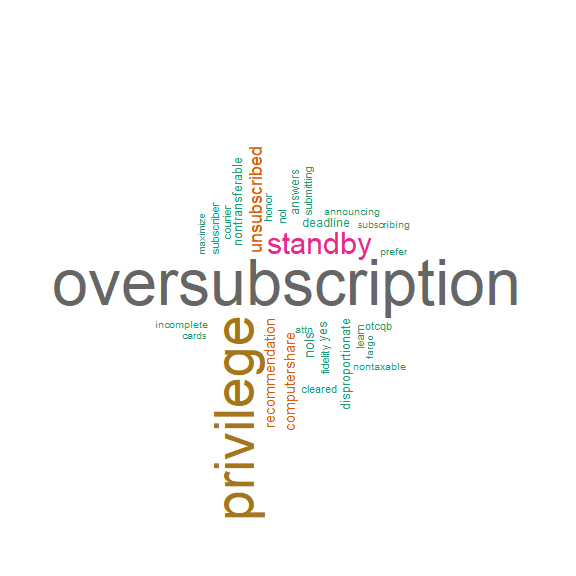 maximize
subscriber
courier
nontransferable
unsubscribed
honor
nol
answers
submitting
announcing
deadline
subscribing
standby
prefer
oversubscription
incomplete
cards
privilege
recommendation
computershare
attn
nols
yes
fidelity
cleared
disproportionate
learn
fargo
otcqb
nontaxable